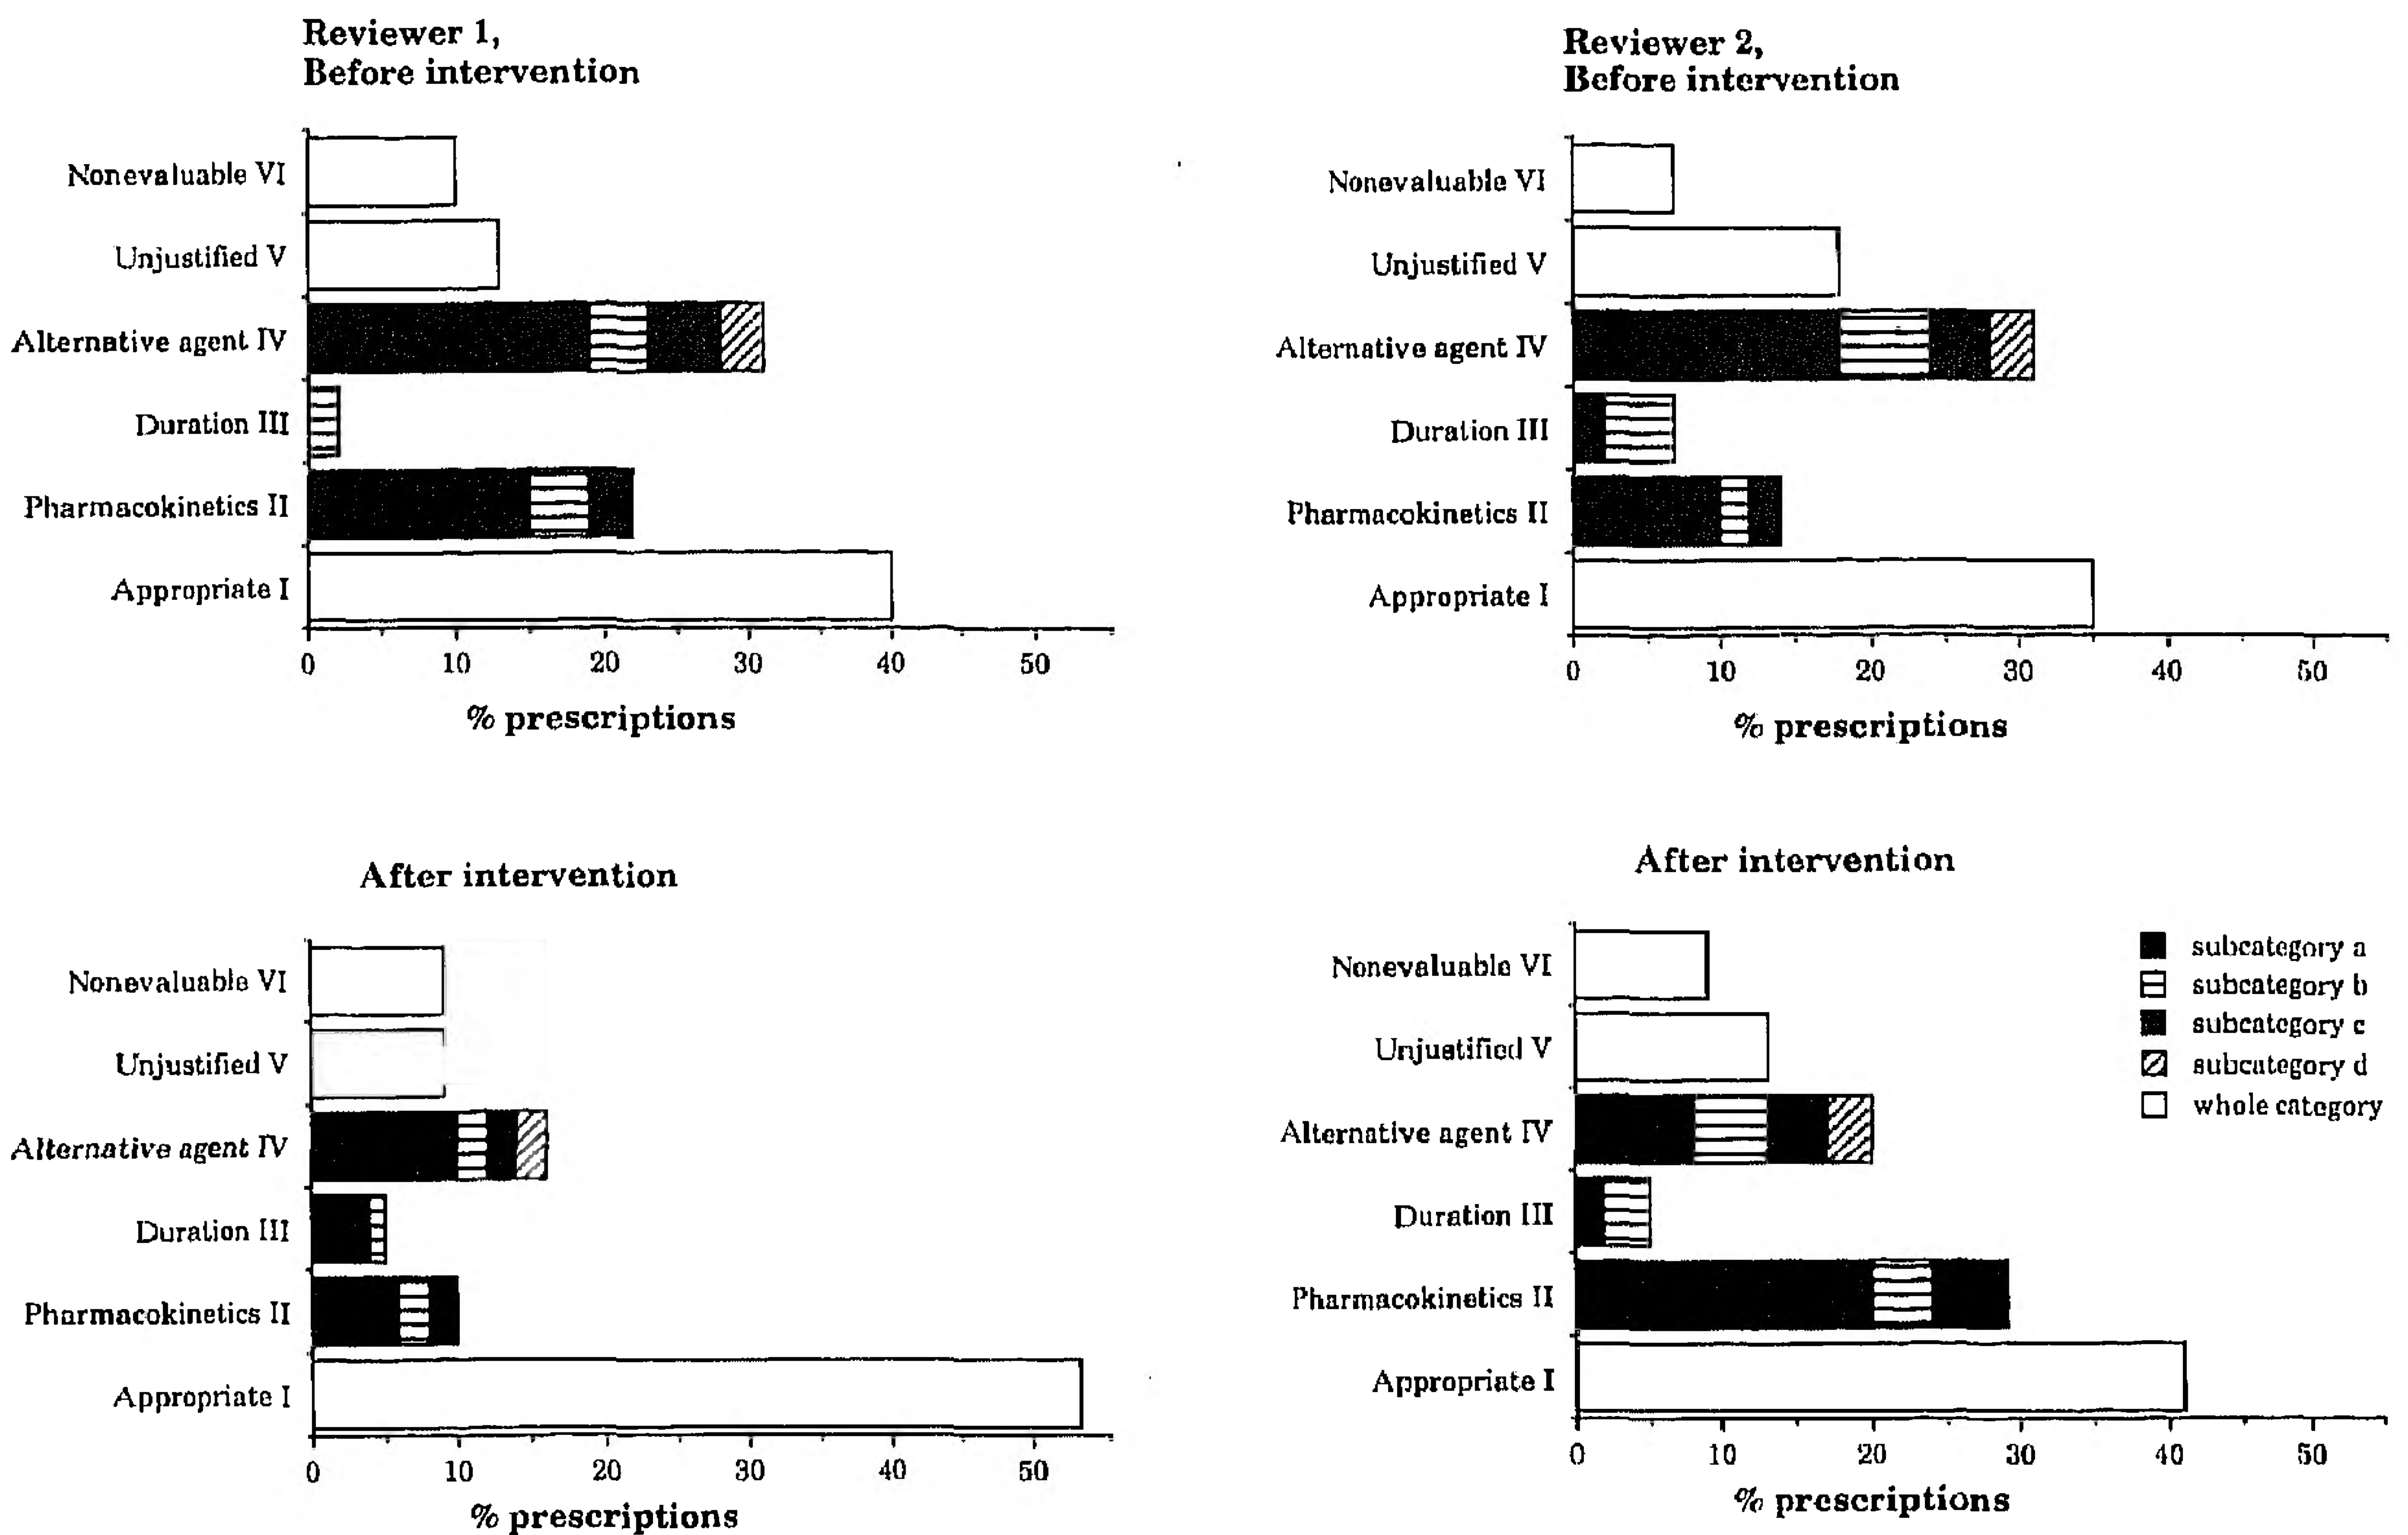 Reviewer 1,
Before intervention
Nonevaluable VI
Unjustified V
Alternative agent IV
Duration III
Pharmacokinetics II
Appropriate I
0 10 20 30 40 50
% prescriptions
Reviewer 2,
Before intervention
Nonevaluable VI
Unjustified V
Alternative agent IV
Duration III
Pharmacokinetics II
Appropriate I
0 10 20 30 40 50
% prescriptions
After intervention
Nonevaluable VI
Unjustified V
Alternative agent IV
Duration III
Pharmacokinetics II
Appropriate I
0 10 20 30 40 50
% prescriptions
After intervention
Nonevaluable VI
Unjustified V
Alternative agent IV
Duration III
Pharmacokinetics II
Appropriate I
0 10 20 30 40 50
% prescriptions
subcategory a
subcategory b
subcategory c
subcategory d
whole category